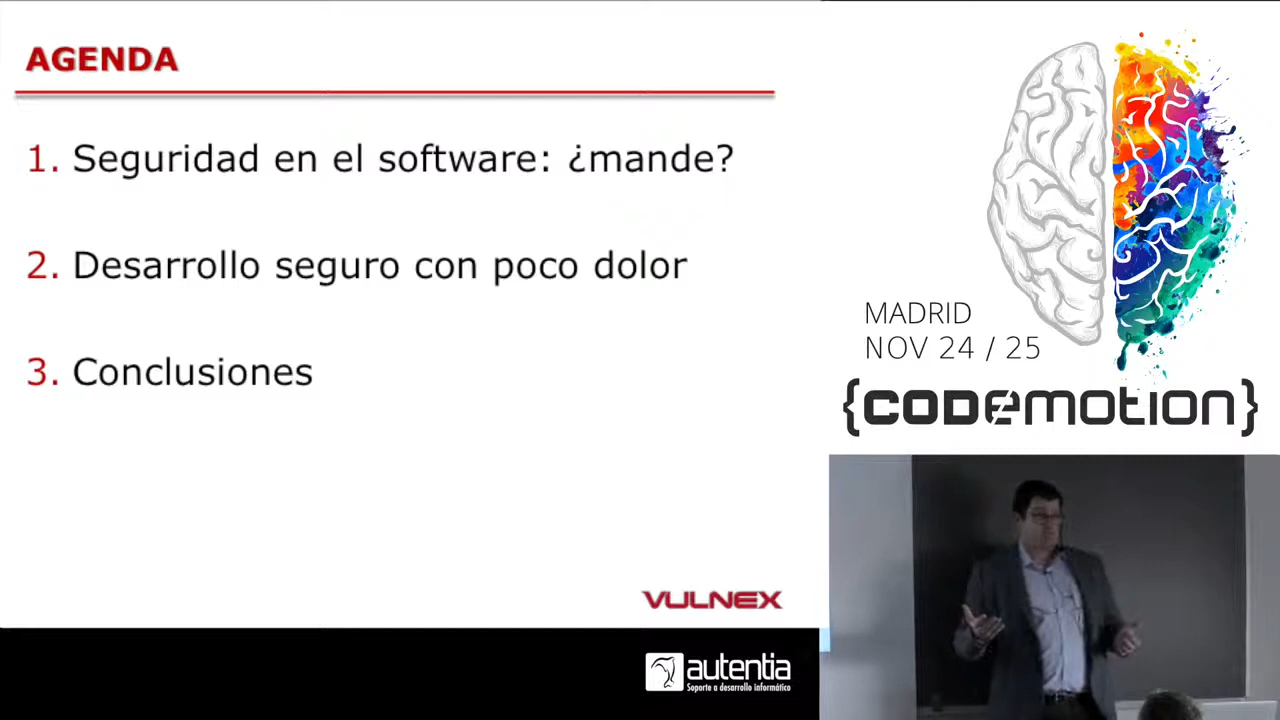 AGENDA
1. Seguridad en el software: ¿mande?
2. Desarrollo seguro con poco dolor
3. Conclusiones
VULNEX
autentia
Soporte a desarrollo informático
MADRID
NOV 24 / 25
{CODEMOTION}